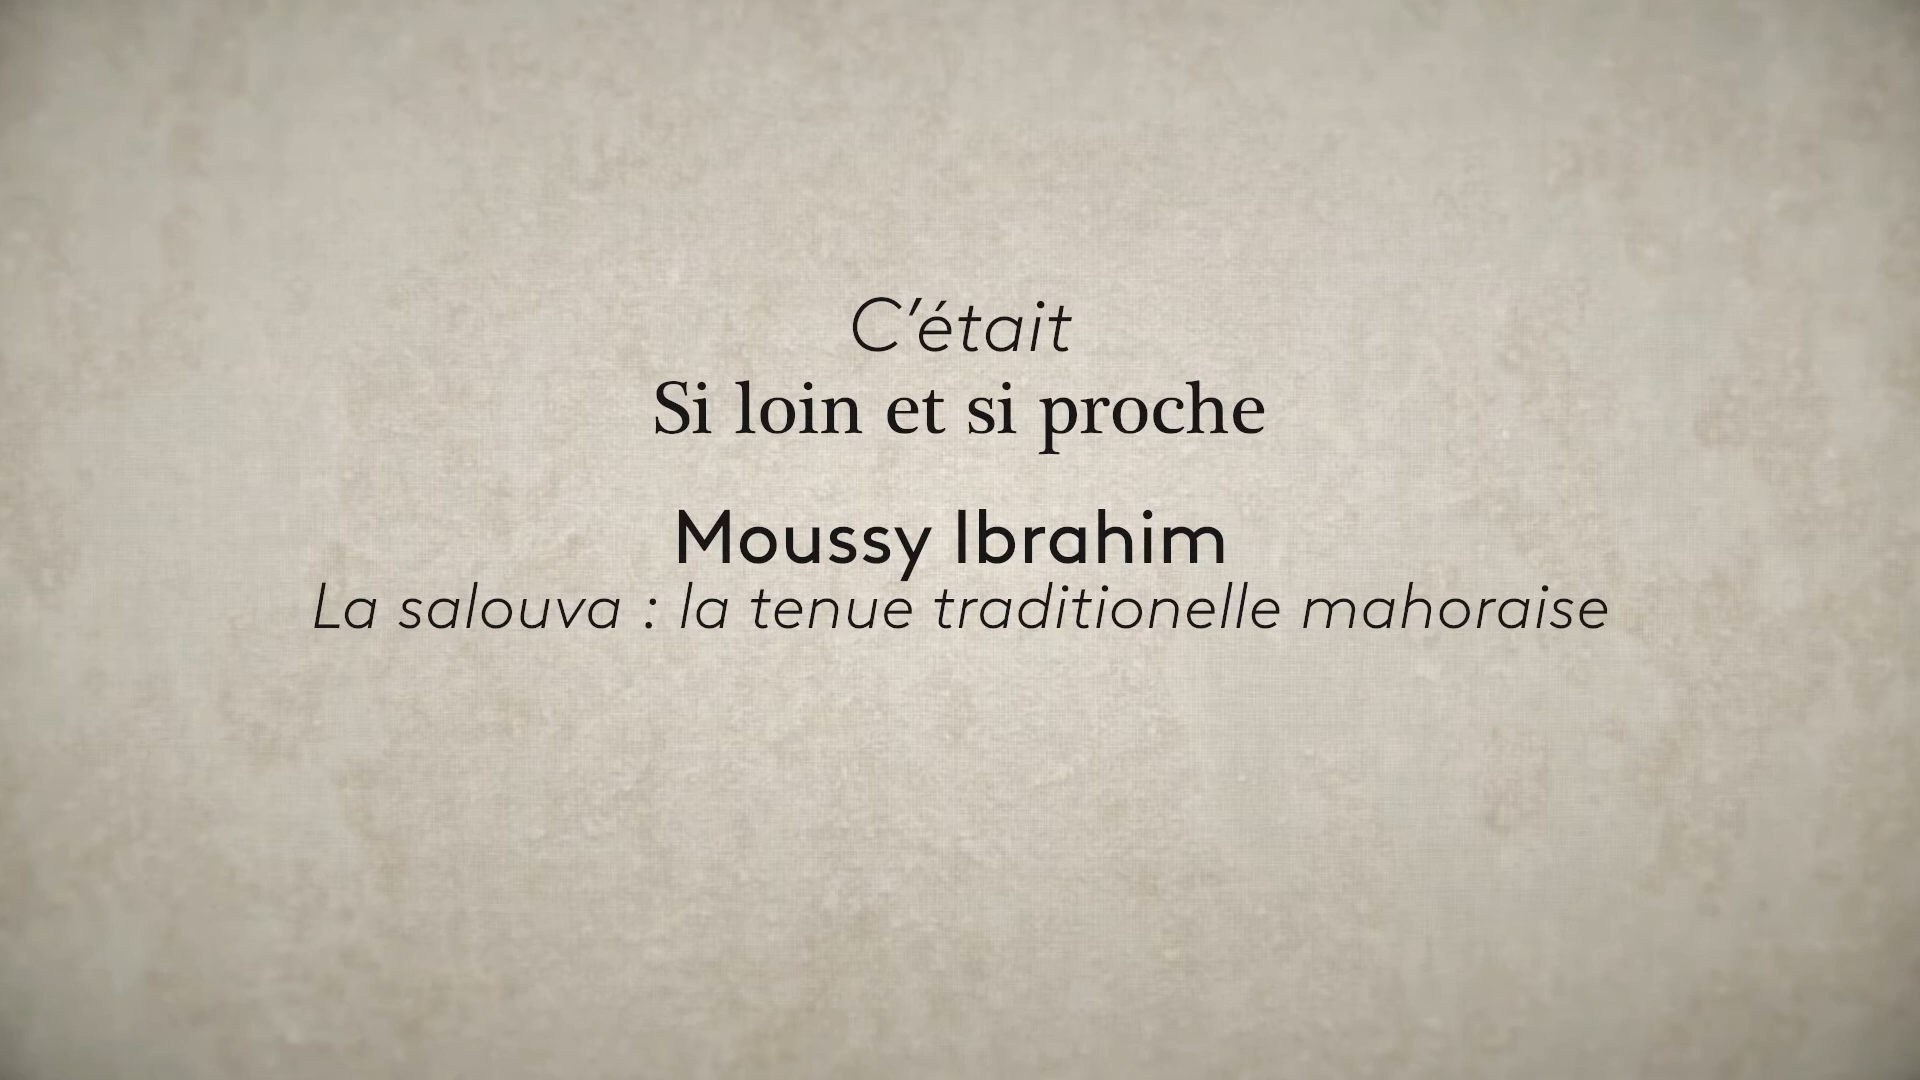 C'était
Si loin et si proche
Moussy Ibrahim
La salouva : la tenue traditionelle mahoraise